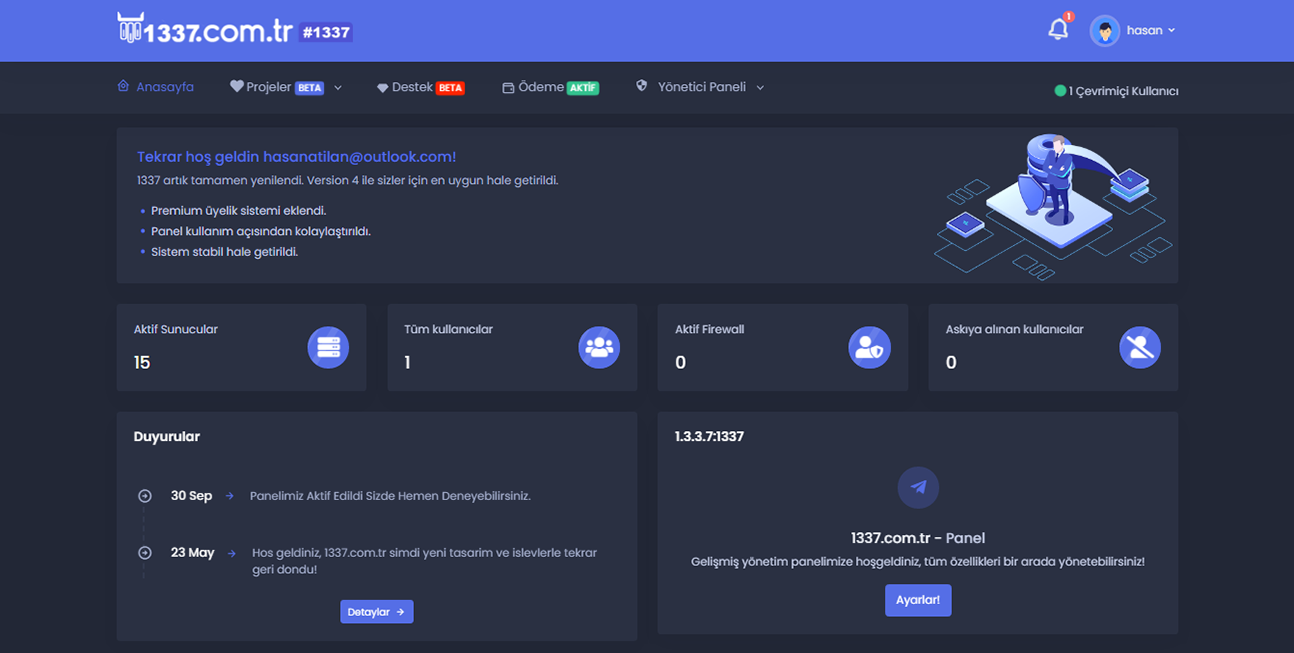 1337.com.tr #1337
1
hasan
Anasayfa
Projeler BETA
Destek BETA
Ödeme AKTİF
Yönetici Paneli
1 Çevrimiçi Kullanıcı
Tekrar hoş geldin hasanatilan@outlook.com!
1337 artık tamamen yenilendi. Version 4 ile sizler için en uygun hale getirildi.
Premium üyelik sistemi eklendi.
Panel kullanım açısından kolaylaştırıldı.
Sistem stabil hale getirildi.
Aktif Sunucular
15
Tüm kullanıcılar
1
Aktif Firewall
0
Askıya alınan kullanıcılar
0
Duyurular
30 Sep → Panelimiz Aktif Edildi Sizde Hemen Deneyebilirsiniz.
23 May → Hos geldiniz, 1337.com.tr simdi yeni tasarim ve islevlerle tekrar
geri dondu!
Detaylar →
1.3.3.7:1337
1337.com.tr - Panel
Gelişmiş yönetim panelimize hoşgeldiniz, tüm özellikleri bir arada yönetebilirsiniz!
Ayarlar!